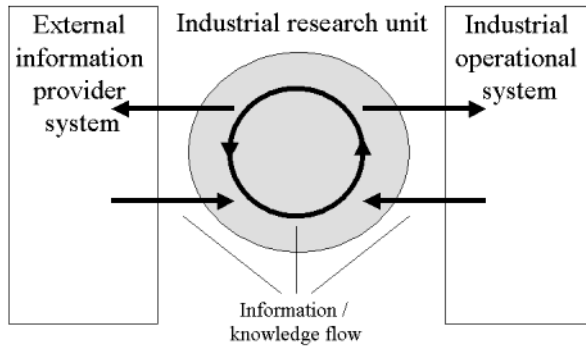 External
information
provider
system
Industrial research unit
Industrial
operational
system
Information /
knowledge flow